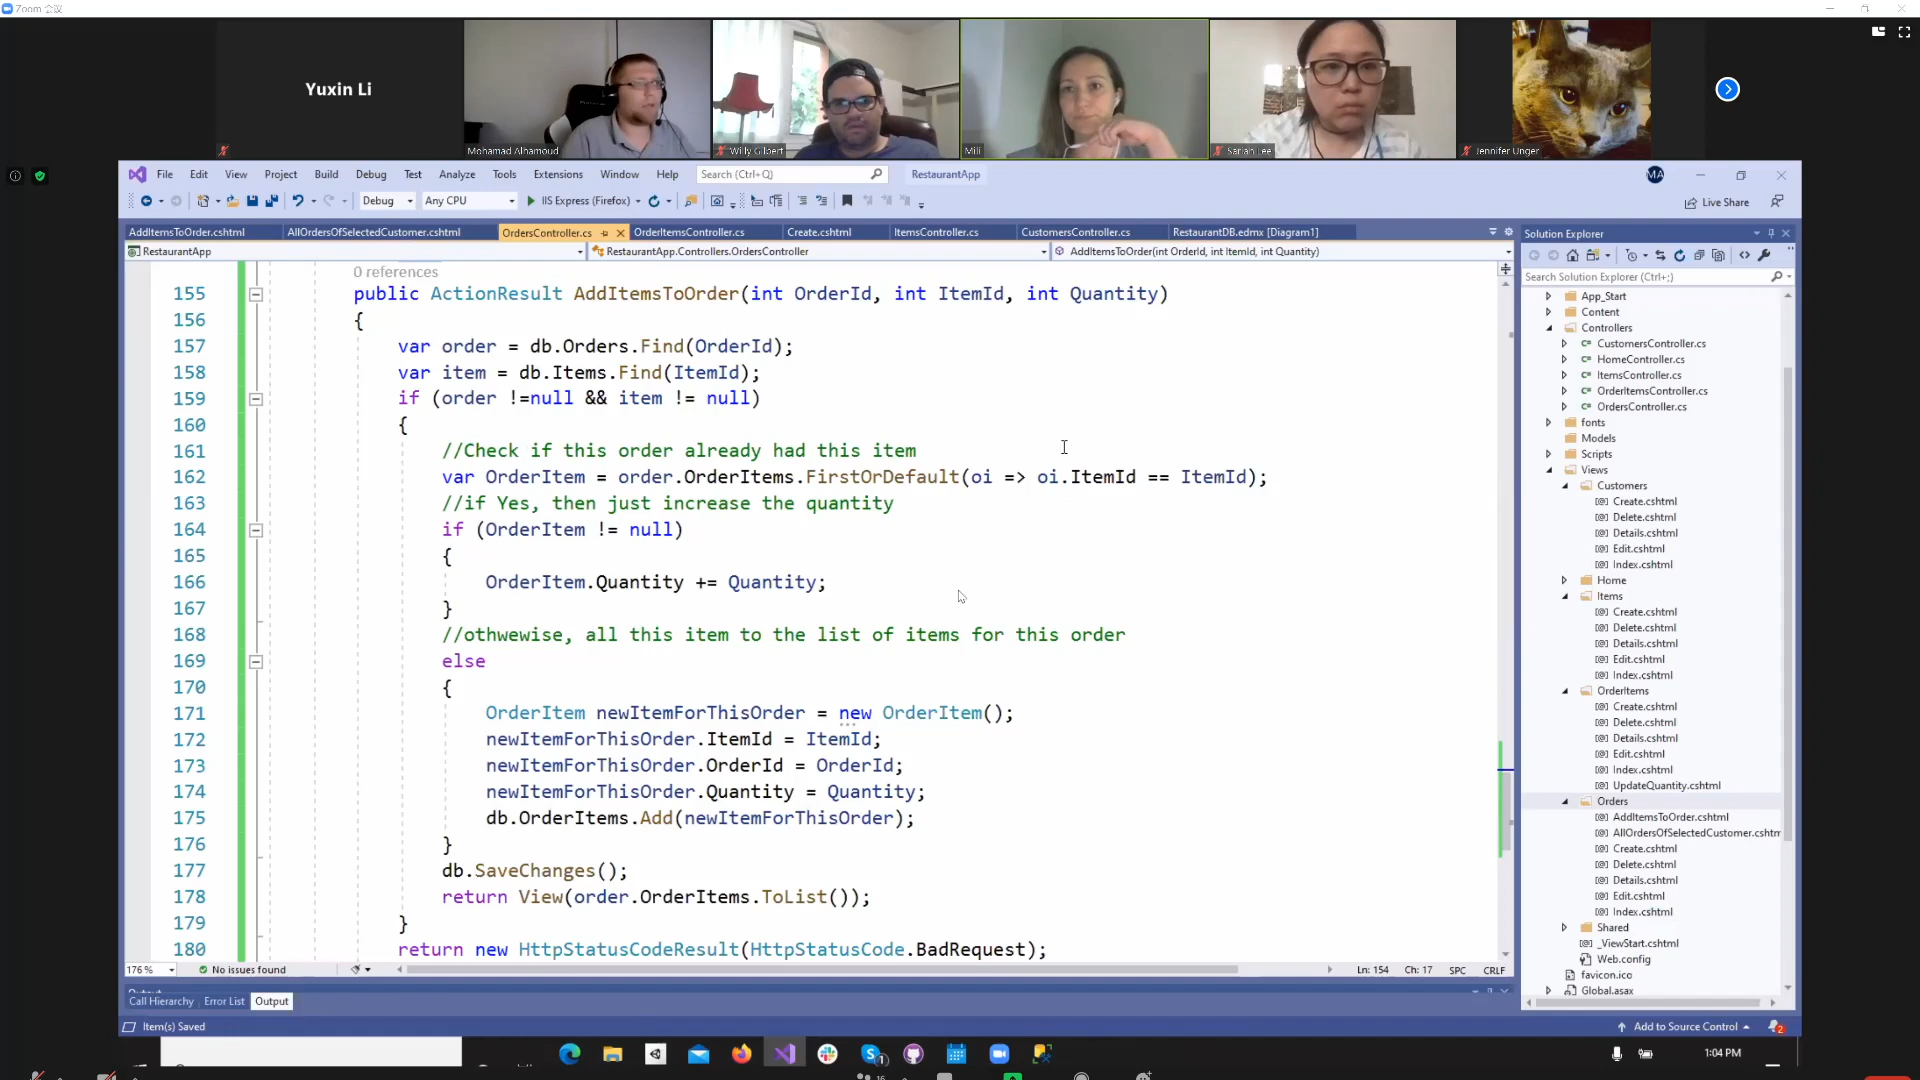 Zoom 会议
Yuxin Li
Mohamad Alhamoud
Willy Gilbert
Mili
Sariah Lee
Jennifer Unger
File Edit View Project Build Debug Test Analyze Tools Extensions Window Help Search (Ctrl+Q) RestaurantApp MA
Debug Any CPU IIS Express (Firefox) Live Share
AddItemsToOrder.cshtml AllOrdersOfSelectedCustomer.cshtml OrdersController.cs OrderItemsController.cs Create.cshtml ItemsController.cs CustomersController.cs RestaurantDB.edmx [Diagram1]
RestaurantApp RestaurantApp.Controllers.OrdersController AddItemsToOrder(int OrderId, int ItemId, int Quantity)
0 references
155 public ActionResult AddItemsToOrder(int OrderId, int ItemId, int Quantity)
156 {
157 var order = db.Orders.Find(OrderId);
158 var item = db.Items.Find(ItemId);
159 if (order !=null && item != null)
160 {
161 //Check if this order already had this item
162 var OrderItem = order.OrderItems.FirstOrDefault(oi => oi.ItemId == ItemId);
163 //if Yes, then just increase the quantity
164 if (OrderItem != null)
165 {
166 OrderItem.Quantity += Quantity;
167 }
168 //othwewise, all this item to the list of items for this order
169 else
170 {
171 OrderItem newItemForThisOrder = new OrderItem();
172 newItemForThisOrder.ItemId = ItemId;
173 newItemForThisOrder.OrderId = OrderId;
174 newItemForThisOrder.Quantity = Quantity;
175 db.OrderItems.Add(newItemForThisOrder);
176 }
177 db.SaveChanges();
178 return View(order.OrderItems.ToList());
179 }
180 return new HttpStatusCodeResult(HttpStatusCode.BadRequest);
176 % No issues found Ln: 154 Ch: 17 SPC CRLF
Call Hierarchy Error List Output
Item(s) Saved Add to Source Control 2
Solution Explorer
Search Solution Explorer (Ctrl+;)
App_Start
Content
Controllers
CustomersController.cs
HomeController.cs
ItemsController.cs
OrderItemsController.cs
OrdersController.cs
fonts
Models
Scripts
Views
Customers
Create.cshtml
Delete.cshtml
Details.cshtml
Edit.cshtml
Index.cshtml
Home
Items
Create.cshtml
Delete.cshtml
Details.cshtml
Edit.cshtml
Index.cshtml
OrderItems
Create.cshtml
Delete.cshtml
Details.cshtml
Edit.cshtml
Index.cshtml
UpdateQuantity.cshtml
Orders
AddItemsToOrder.cshtml
AllOrdersOfSelectedCustomer.cshtm
Create.cshtml
Delete.cshtml
Details.cshtml
Edit.cshtml
Index.cshtml
Shared
_ViewStart.cshtml
Web.config
favicon.ico
Global.asax
1:04 PM